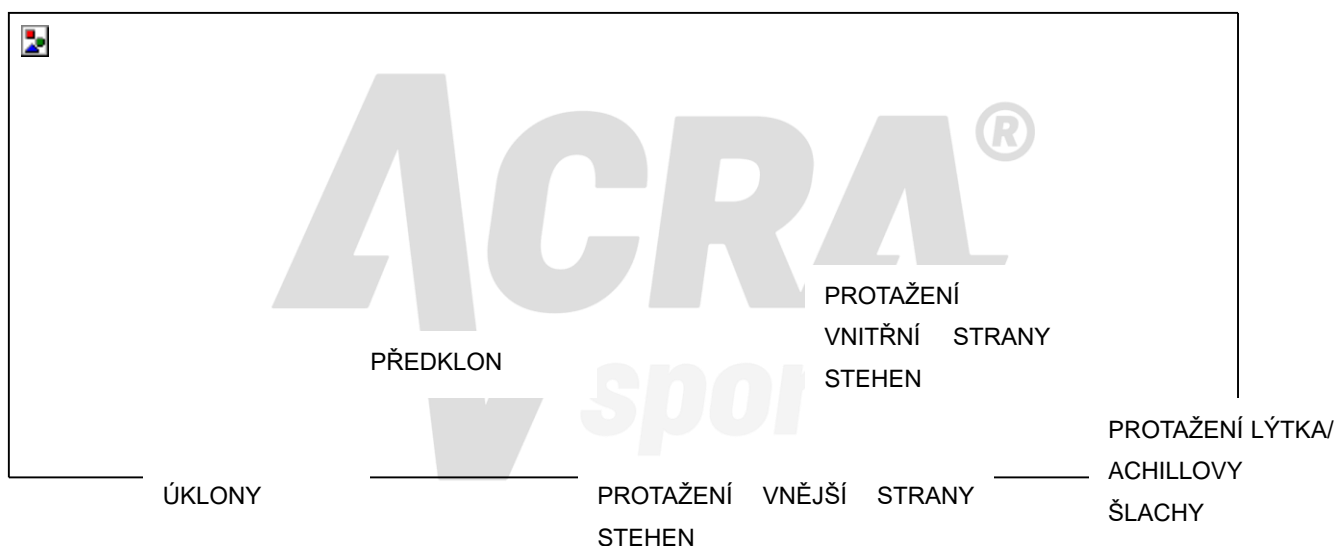 ACRA®
sport
PŘEDKLON
PROTAŽENÍ
VNITŘNÍ STRANY
STEHEN
ÚKLONY
PROTAŽENÍ VNĚJŠÍ STRANY
STEHEN
PROTAŽENÍ LÝTKA/
ACHILLOVY
ŠLACHY